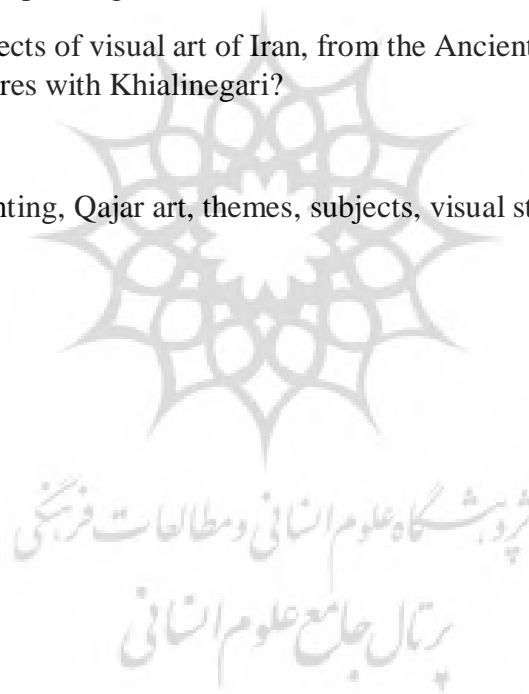 ects of visual art of Iran, from the Ancient
res with Khialinegari?
nting, Qajar art, themes, subjects, visual st
پژوهشگاه علوم انسانی و مطالعات فرهنگی
پرتال جامع علوم انسانی